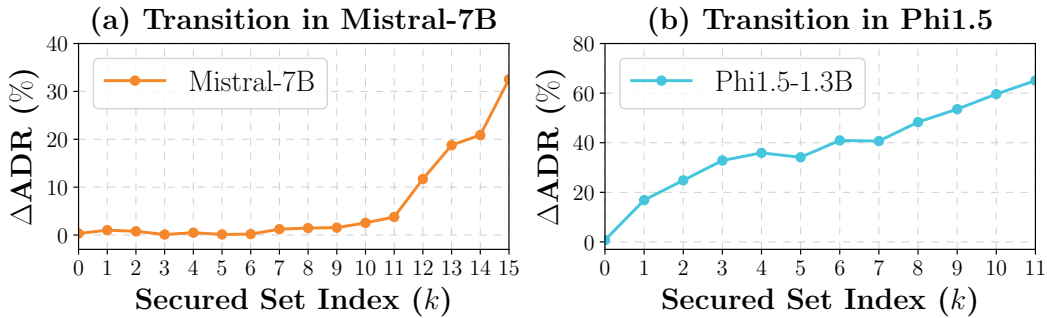 (a) Transition in Mistral-7B
40
30
20
10
0
ΔADR (%)
Mistral-7B
0 1 2 3 4 5 6 7 8 9 10 11 12 13 14 15
Secured Set Index (k)
(b) Transition in Phi1.5
80
60
40
20
0
ΔADR (%)
Phi1.5-1.3B
0 1 2 3 4 5 6 7 8 9 10 11
Secured Set Index (k)